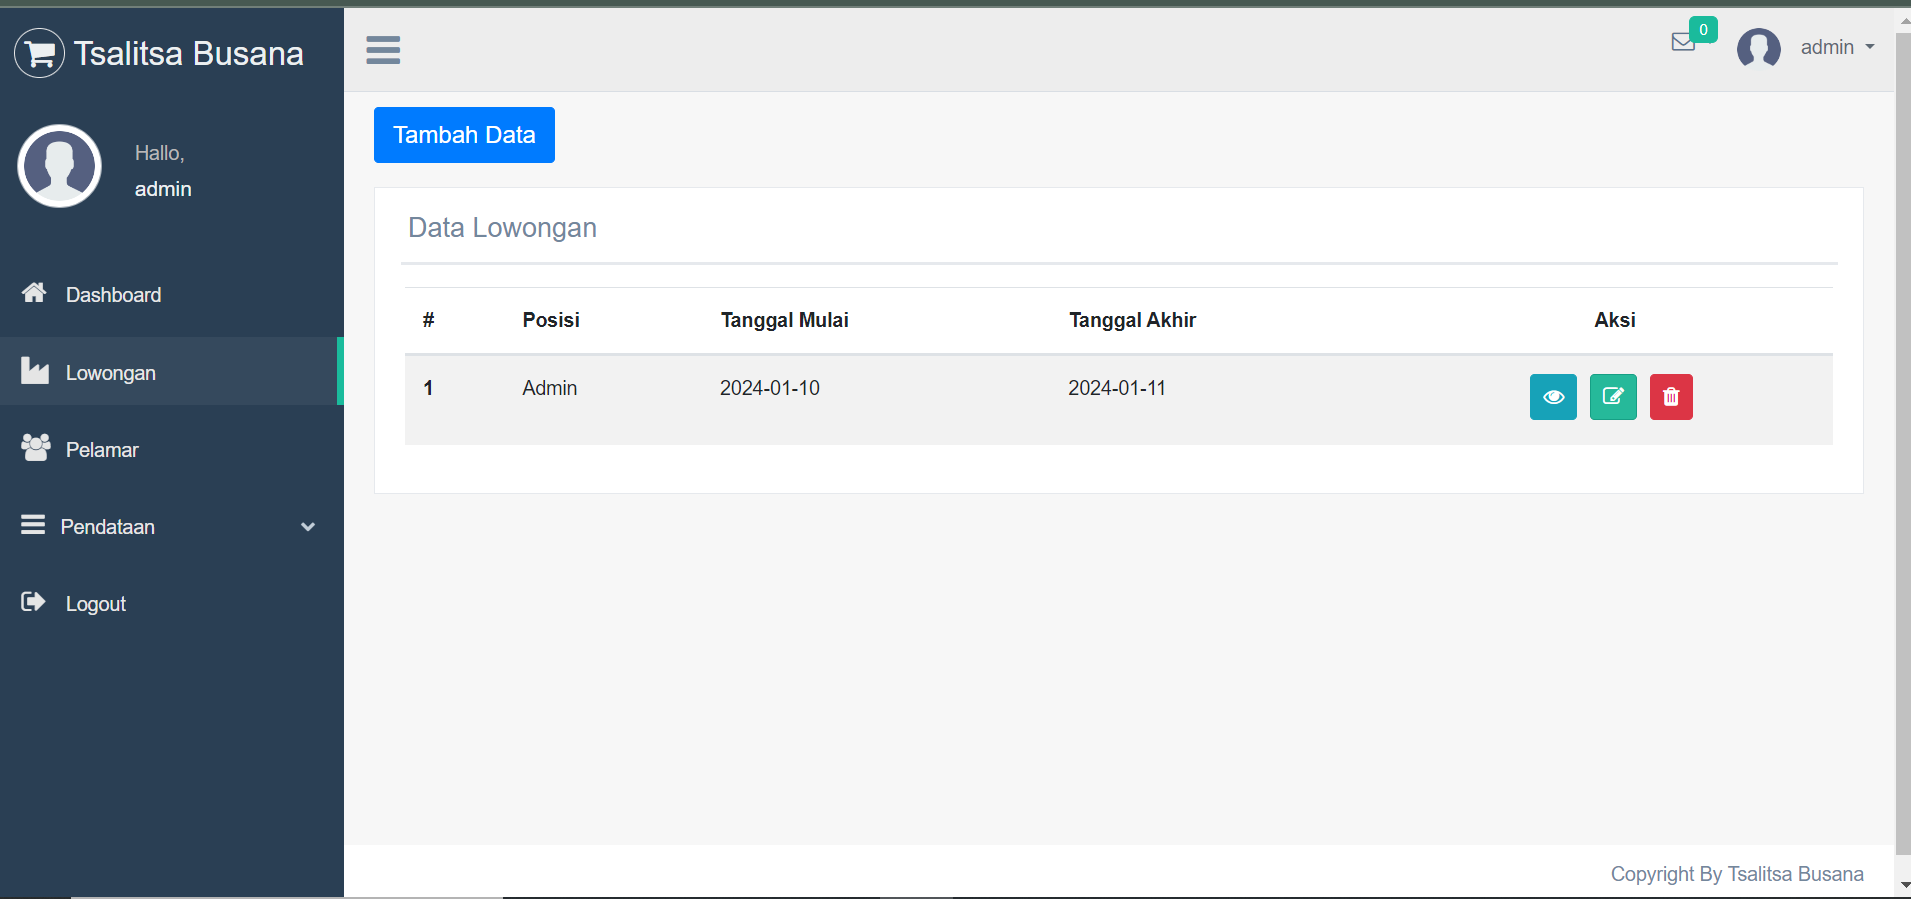 Tsalitsa Busana
0
admin
Hallo,
admin
Dashboard
Lowongan
Pelamar
Pendataan
Logout
Tambah Data
Data Lowongan
# Posisi Tanggal Mulai Tanggal Akhir Aksi
1 Admin 2024-01-10 2024-01-11
Copyright By Tsalitsa Busana